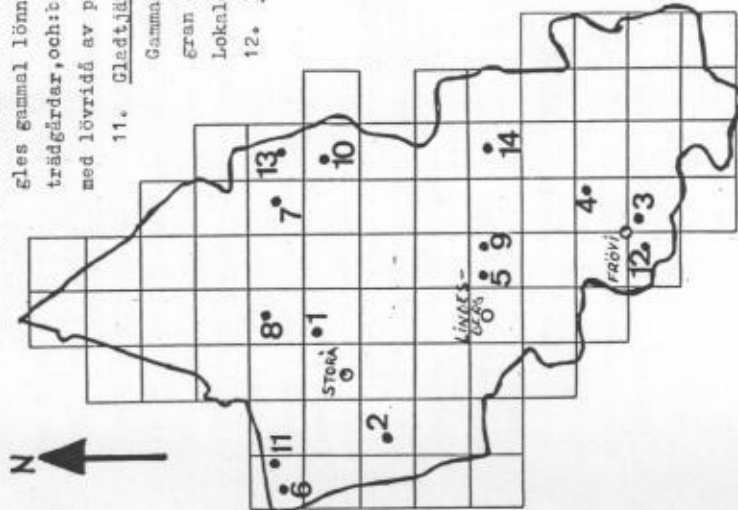 gles gammal lönn
trädgårdar,och:b
med lövridå av p
11. Gladtjä
Gamma
gran
Lokal
12.
N
13
10
7
8
1
STORÅ
11
6
2
14
9
5
LINDES-
BERG
4
3
FRÖVI
12